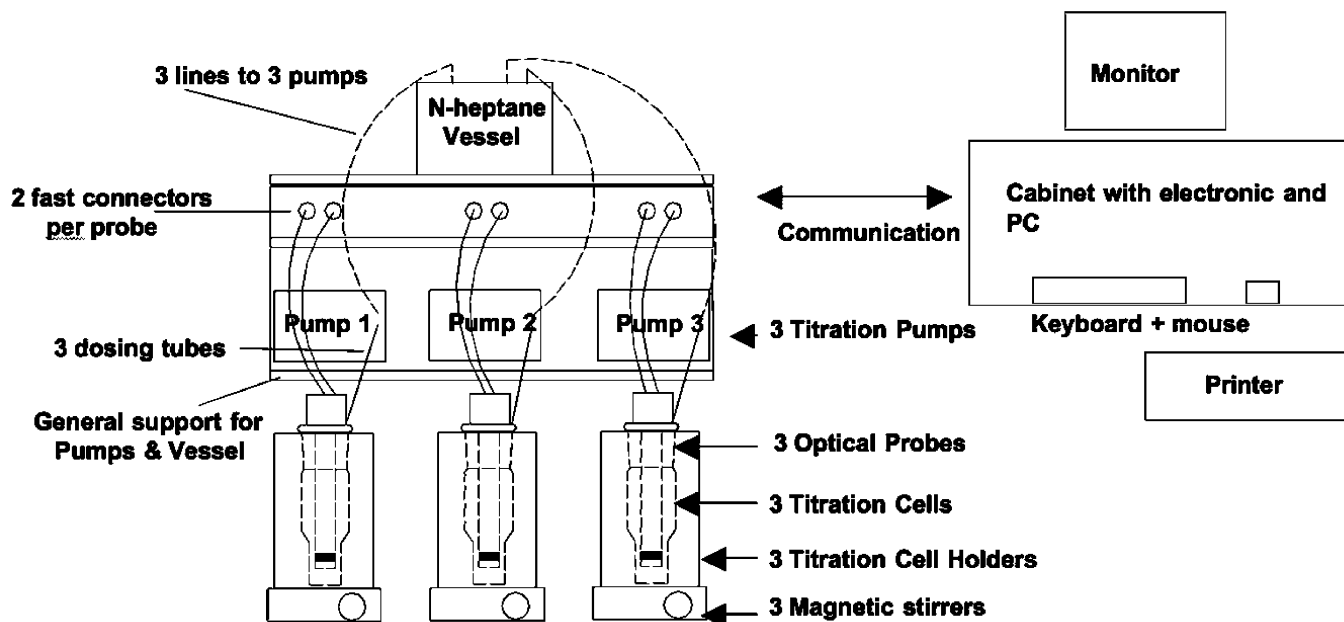 3 lines to 3 pumps
N-heptane
Vessel
Monitor
2 fast connectors
per probe
Communication
Cabinet with electronic and
PC
Keyboard + mouse
Pump 1
Pump 2
Pump 3
3 Titration Pumps
3 dosing tubes
Printer
General support for
Pumps & Vessel
3 Optical Probes
3 Titration Cells
3 Titration Cell Holders
3 Magnetic stirrers